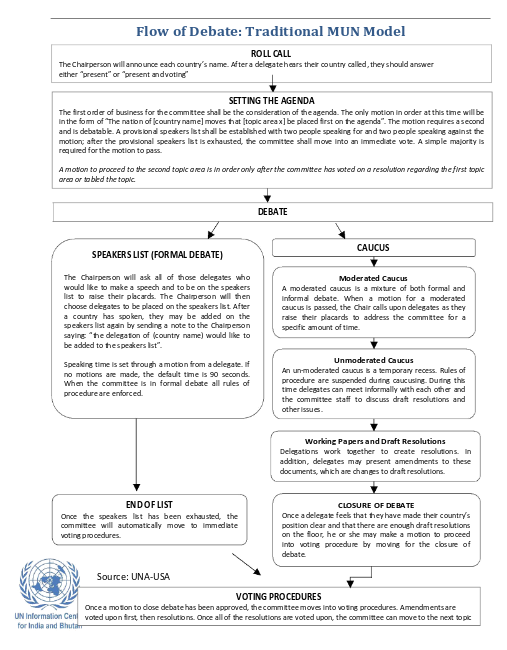 Flow of Debate: Traditional MUN Model
ROLL CALL
The Chairperson will announce each country's name. After a delegate hears their country called, they should answer
either "present" or "present and voting"
SETTING THE AGENDA
The first order of business for the committee shall be the consideration of the agenda. The only motion in order at this time will be
in the form of "The nation of [country name] moves that [topic area x] be placed first on the agenda". The motion requires a second
and is debatable. A provisional speakers list shall be established with two people speaking for and two people speaking against the
motion; after the provisional speakers list is exhausted, the committee shall move into an immediate vote. A simple majority is
required for the motion to pass.
A motion to proceed to the second topic area is in order only after the committee has voted on a resolution regarding the first topic
area or tabled the topic.
DEBATE
SPEAKERS LIST (FORMAL DEBATE)
The Chairperson will ask all of those delegates who
would like to make a speech and to be on the speakers
list to raise their placards. The Chairperson will then
choose delegates to be placed on the speakers list. After
a country has spoken, they may be added on the
speakers list again by sending a note to the Chairperson
saying: "the delegation of (country name) would like to
be added to the speakers list".
Speaking time is set through a motion from a delegate. If
no motions are made, the default time is 90 seconds.
When the committee is in formal debate all rules of
procedure are enforced.
CAUCUS
Moderated Caucus
A moderated caucus is a mixture of both formal and
informal debate. When a motion for a moderated
caucus is passed, the Chair calls upon delegates as they
raise their placards to address the committee for a
specific amount of time.
Unmoderated Caucus
An un-moderated caucus is a temporary recess. Rules of
procedure are suspended during caucusing. During this
time delegates can meet informally with each other and
the committee staff to discuss draft resolutions and
other issues.
Working Papers and Draft Resolutions
Delegations work together to create resolutions. In
addition, delegates may present amendments to these
documents, which are changes to draft resolutions.
END OF LIST
Once the speakers list has been exhausted, the
committee will automatically move to immediate
voting procedures.
CLOSURE OF DEBATE
Once a delegate feels that they have made their country's
position clear and that there are enough draft resolutions
on the floor, he or she may make a motion to proceed
into voting procedure by moving for the closure of
debate.
Source: UNA-USA
UN Information Cent
for India and Bhutan
VOTING PROCEDURES
Once a motion to close debate has been approved, the committee moves into voting procedures. Amendments are
voted upon first, then resolutions. Once all of the resolutions are voted upon, the committee can move to the next topic